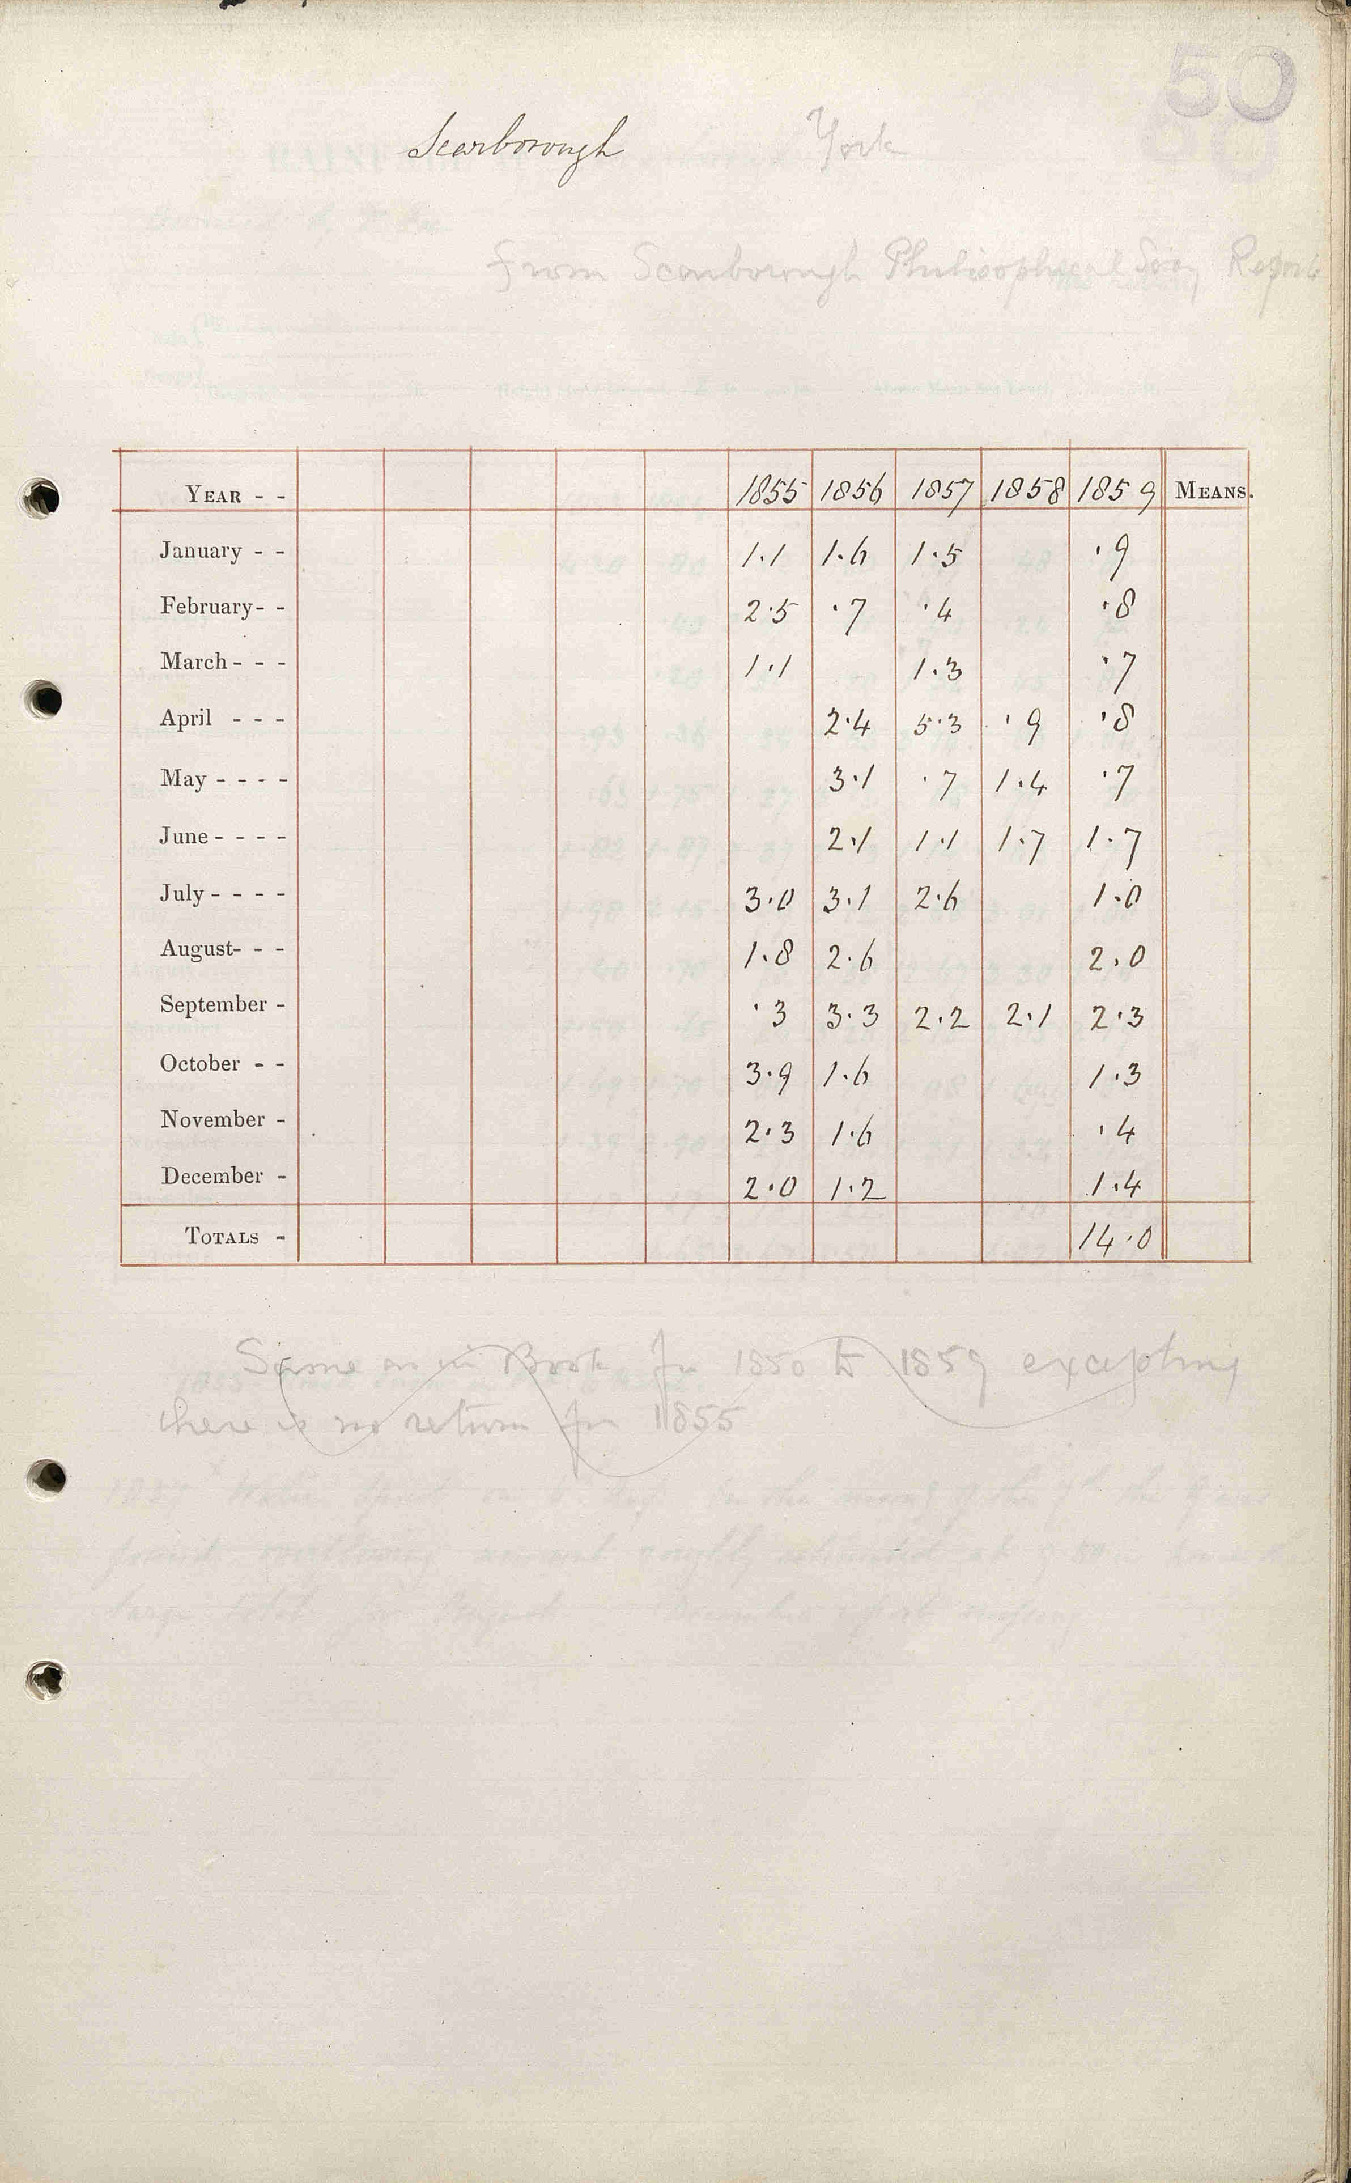 50
Scarborough York
From Scarborough Philosophical Socy Report
YEAR - - 1855 1856 1857 1858 1859 MEANS.
January - - 1.1 1.6 1.5 .9
February- - 2.5 .7 .4 .8
March- - - 1.1 1.3 .7
April - - - 2.4 5.3 .9 .8
May - - - - 3.1 .7 1.4 .7
June- - - - 2.1 1.1 1.7 1.7
July- - - - 3.0 3.1 2.6 1.0
August- - - 1.8 2.6 2.0
September - .3 3.3 2.2 2.1 2.3
October - - 3.9 1.6 1.3
November - 2.3 1.6 .4
December - 2.0 1.2 1.4
TOTALS - 14.0
Same as in Book for 1850 to 1859 excepting
there is no return for 1855